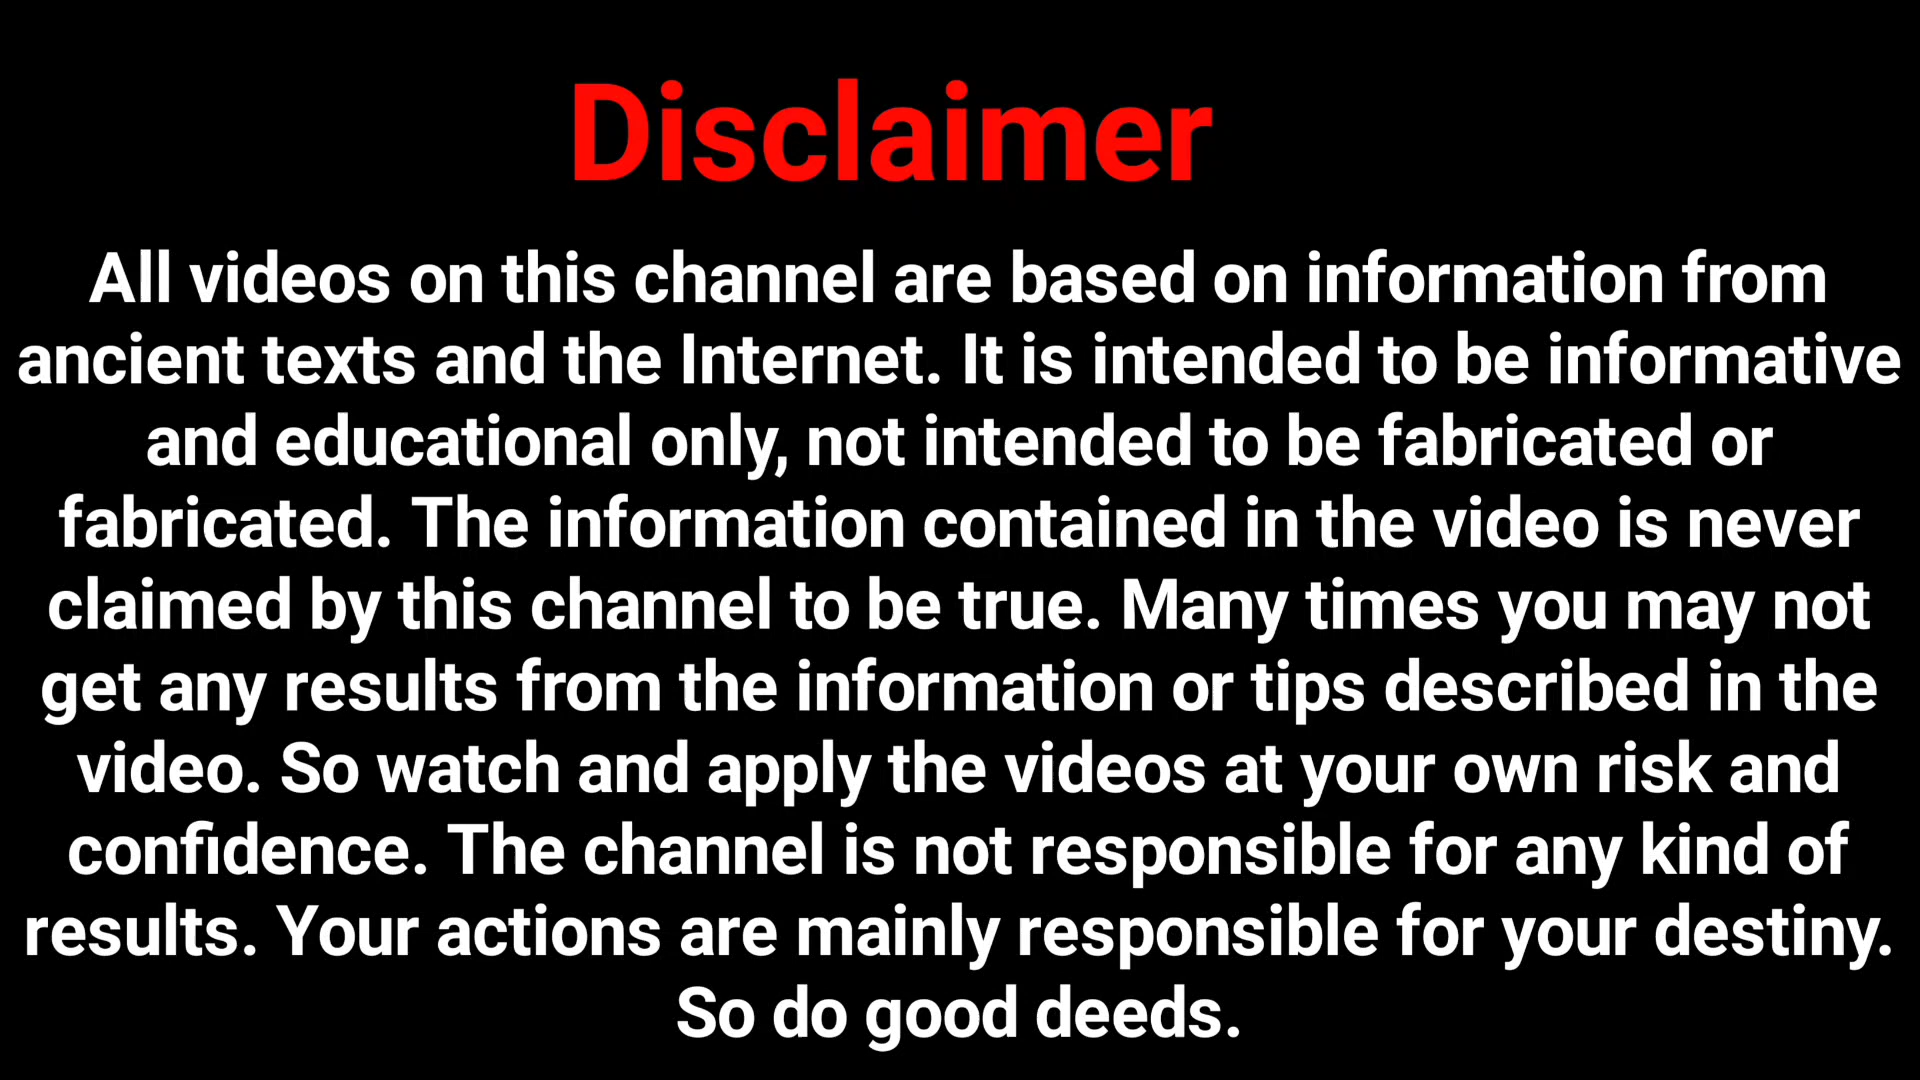 Disclaimer
All videos on this channel are based on information from
ancient texts and the Internet. It is intended to be informative
and educational only, not intended to be fabricated or
fabricated. The information contained in the video is never
claimed by this channel to be true. Many times you may not
get any results from the information or tips described in the
video. So watch and apply the videos at your own risk and
confidence. The channel is not responsible for any kind of
results. Your actions are mainly responsible for your destiny.
So do good deeds.